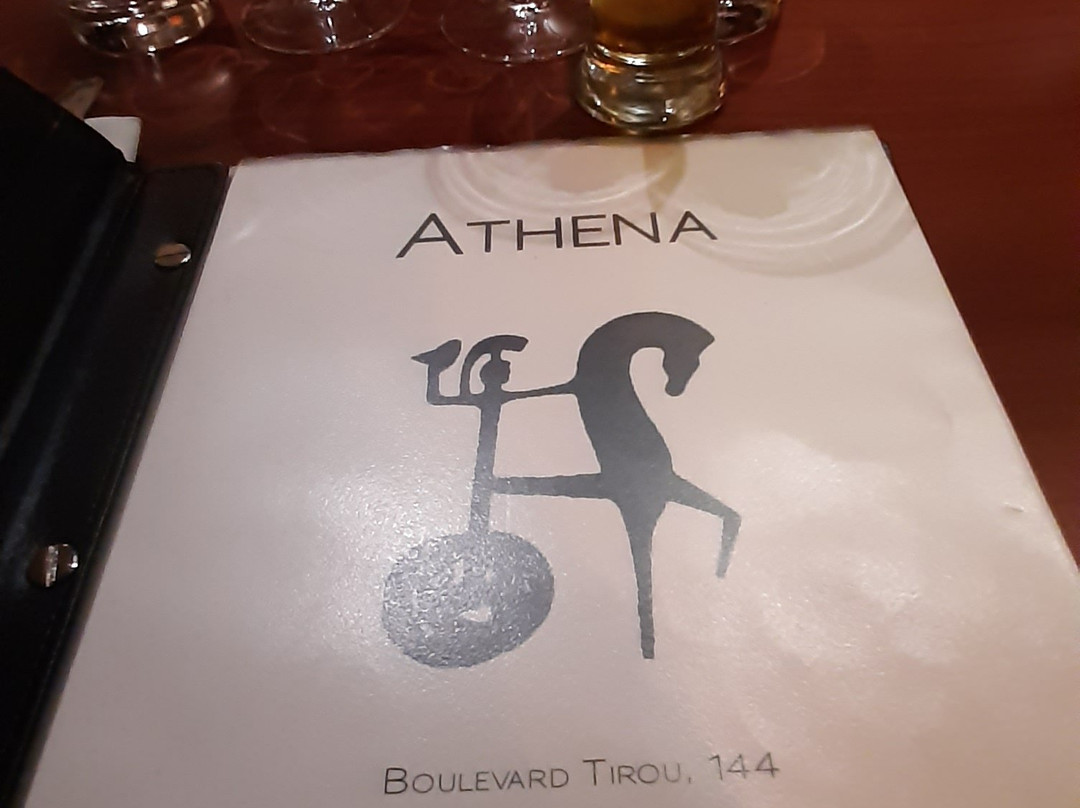 ATHENA
BOULEVARD TIROU, 144